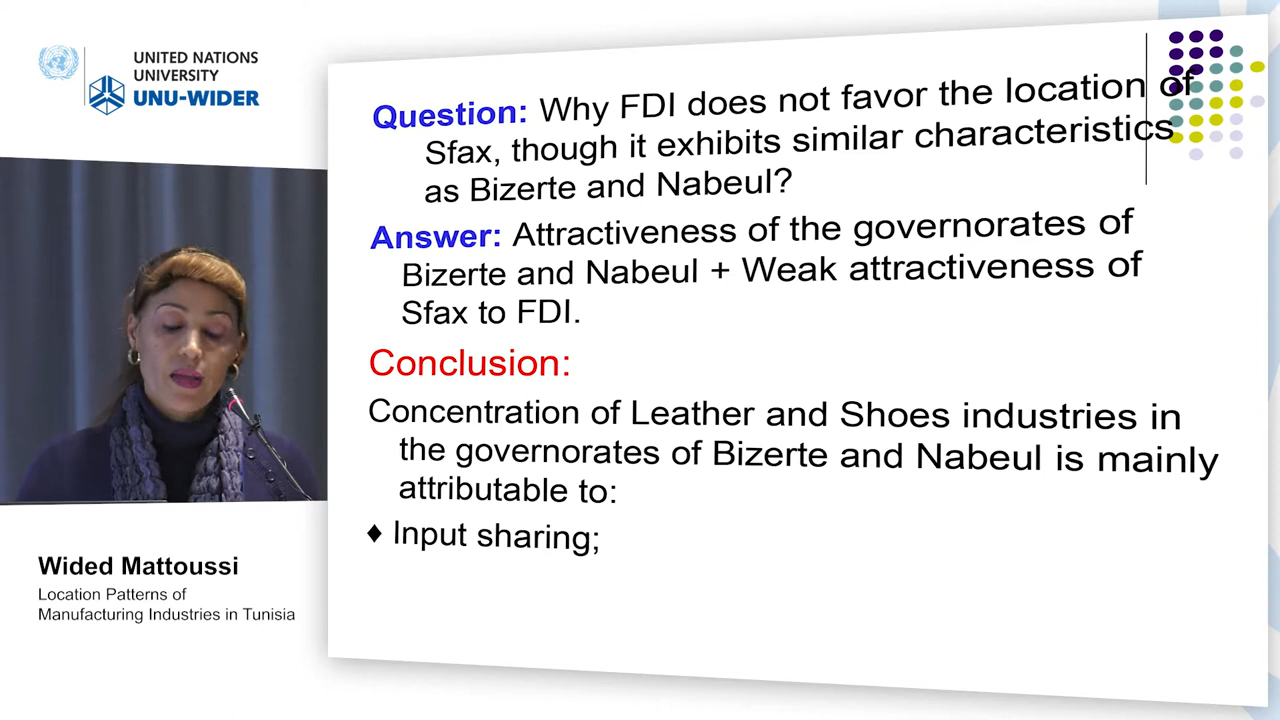 UNITED NATIONS
UNIVERSITY
UNU-WIDER
Question: Why FDI does not favor the location of
Sfax, though it exhibits similar characteristics
as Bizerte and Nabeul?
Answer: Attractiveness of the governorates of
Bizerte and Nabeul + Weak attractiveness of
Sfax to FDI.
Conclusion:
Concentration of Leather and Shoes industries in
the governorates of Bizerte and Nabeul is mainly
attributable to:
♦ Input sharing;
Wided Mattoussi
Location Patterns of
Manufacturing Industries in Tunisia